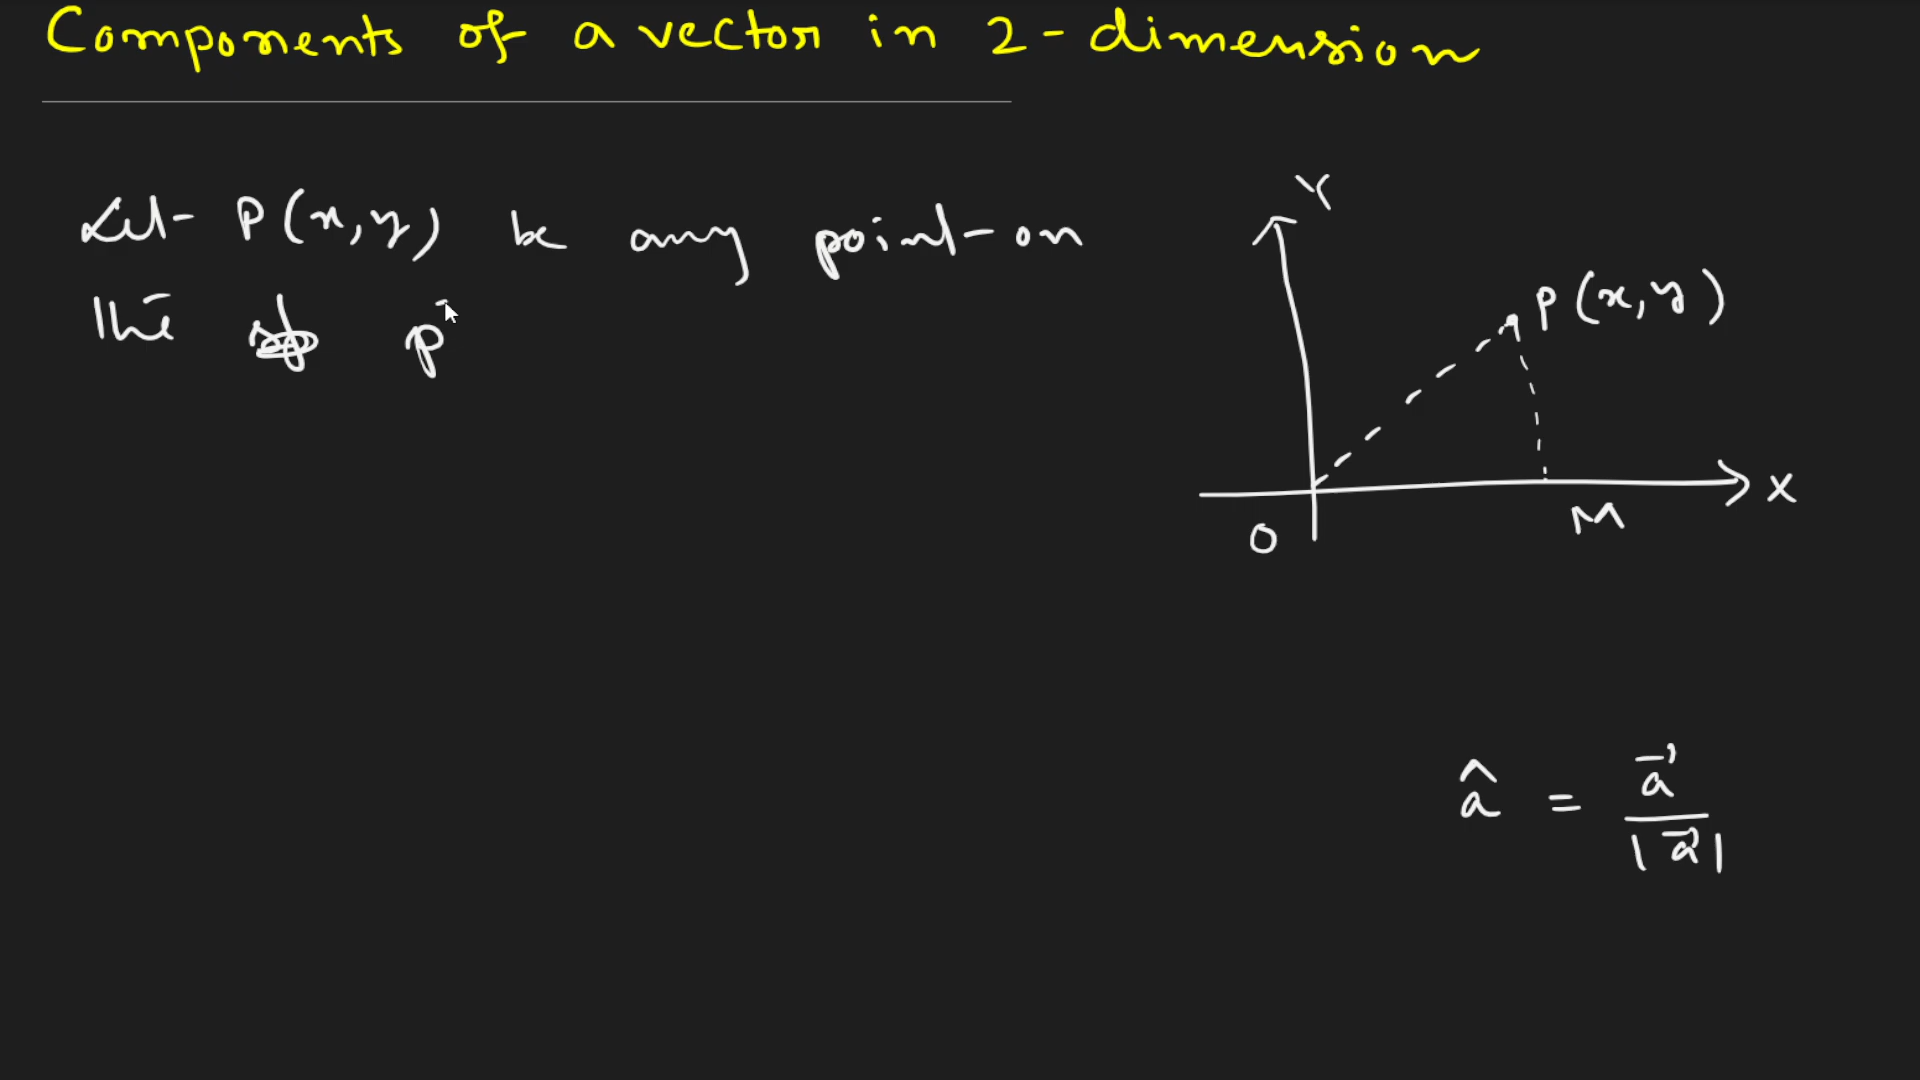 Components of a vector in 2-dimension
Let P(x,y) be any point on
the p
Y
P(x,y)
X
O
M
â = a⃗ / |a⃗|